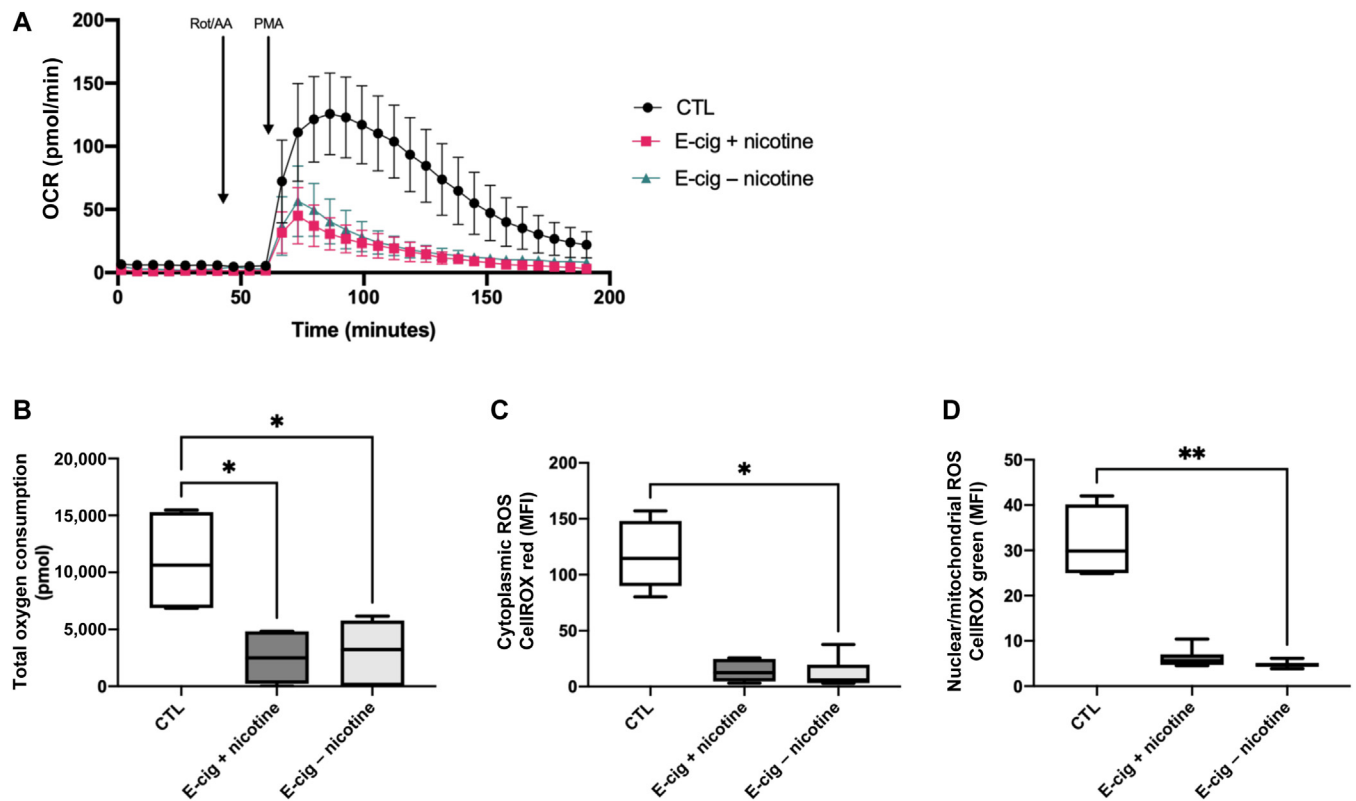 A
Rot/AA PMA
OCR (pmol/min)
200
150
100
50
0
0 50 100 150 200
Time (minutes)
CTL
E-cig + nicotine
E-cig – nicotine
B
Total oxygen consumption
(pmol)
20,000
15,000
10,000
5,000
0
*
*
CTL
E-cig + nicotine
E-cig – nicotine
C
Cytoplasmic ROS
CellROX red (MFI)
200
150
100
50
0
*
CTL
E-cig + nicotine
E-cig – nicotine
D
Nuclear/mitochondrial ROS
CellROX green (MFI)
50
40
30
20
10
0
**
CTL
E-cig + nicotine
E-cig – nicotine